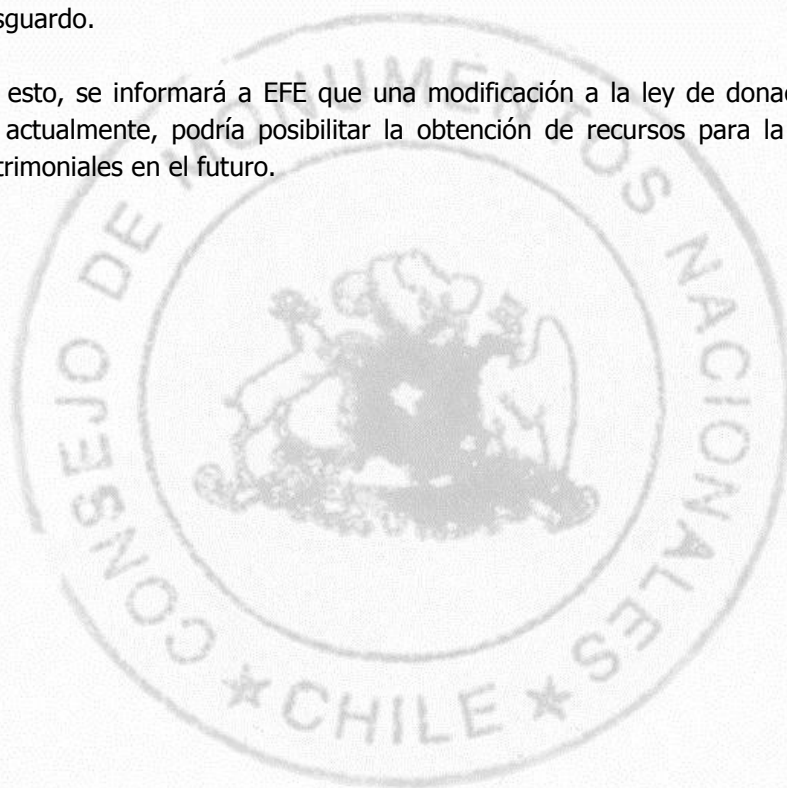 sguardo.
esto, se informará a EFE que una modificación a la ley de dona
actualmente, podría posibilitar la obtención de recursos para la
trimoniales en el futuro.
CONSEJO DE MONUMENTOS NACIONALES
★ CHILE ★